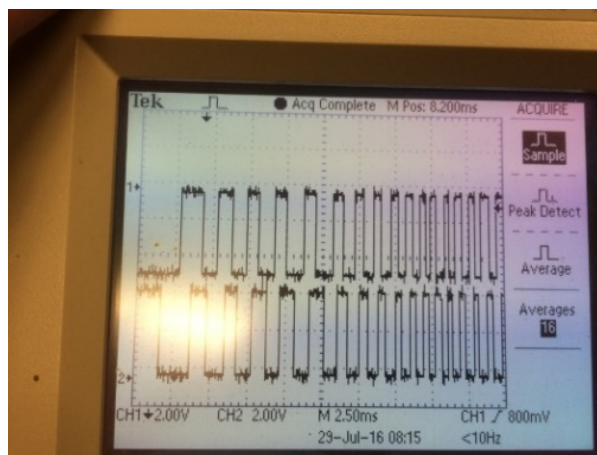 Tek ● Acq Complete M Pos: 8.200ms ACQUIRE
Sample
Peak Detect
Average
Averages
16
1
2
CH1 2.00V CH2 2.00V M 2.50ms CH1 ∫ 800mV
29-Jul-16 08:15 <10Hz